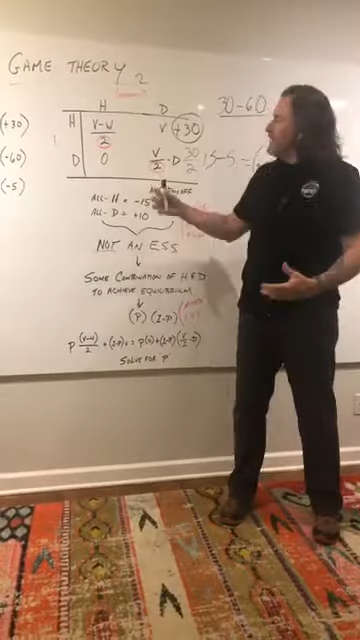 GAME THEORY 2
30-60
H D
(+30) H V-W/2 V (+30)
(-60) D 0 V/2 - D 30/2 15-5 =
(-5)
ALL-H = -15
ALL-D = +10
NOT AN ESS
SOME COMBINATION OF H & D
TO ACHIEVE EQUILIBRIUM
(P) (1-P)
P (V-W)/2 + (1-P)V = P(0) + (1-P)(V/2 - D)
SOLVE FOR P